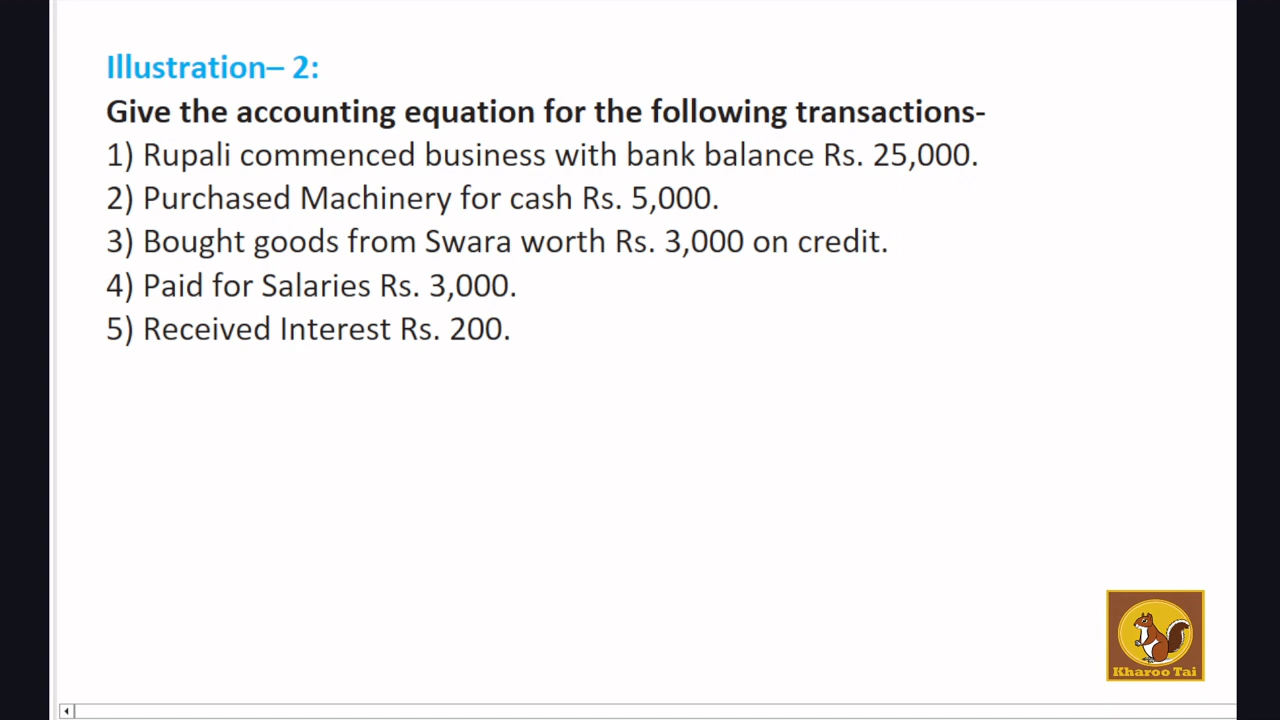 Illustration– 2:
Give the accounting equation for the following transactions-
1) Rupali commenced business with bank balance Rs. 25,000.
2) Purchased Machinery for cash Rs. 5,000.
3) Bought goods from Swara worth Rs. 3,000 on credit.
4) Paid for Salaries Rs. 3,000.
5) Received Interest Rs. 200.
Kharoo Tai